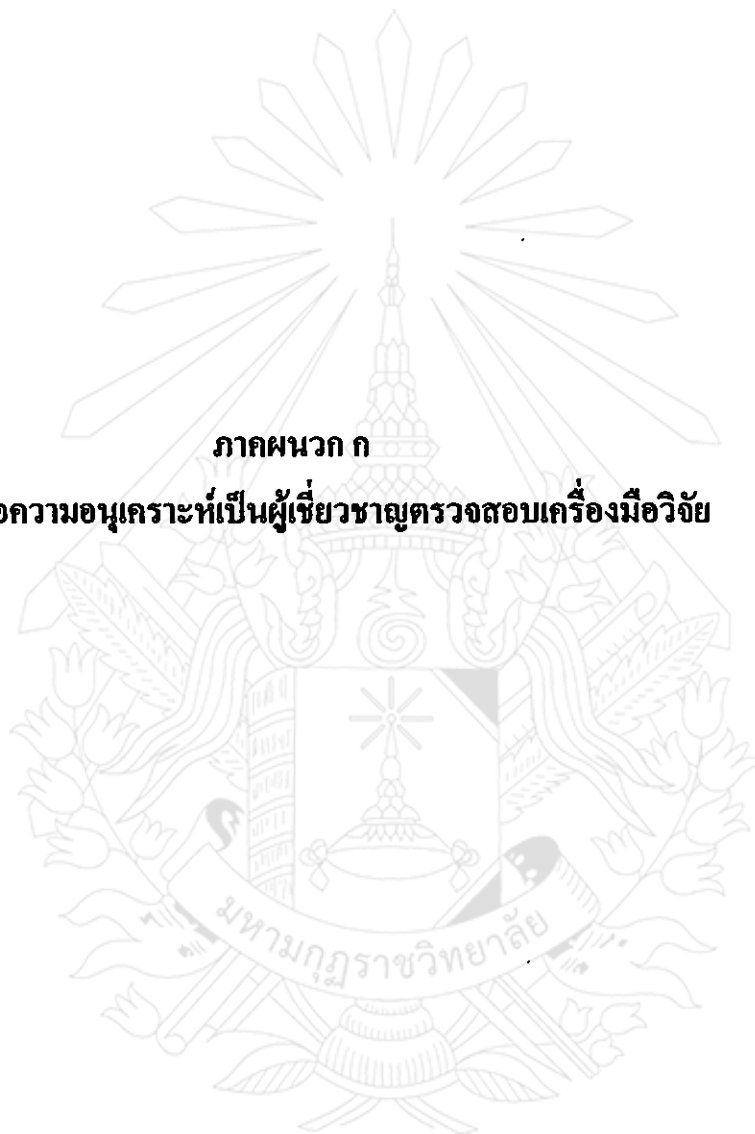 ภาคผนวก ก
อความอนุเคราะห์เป็นผู้เชี่ยวชาญตรวจสอบเครื่องมือวิจัย
มหามกุฏราชวิทยาลัย